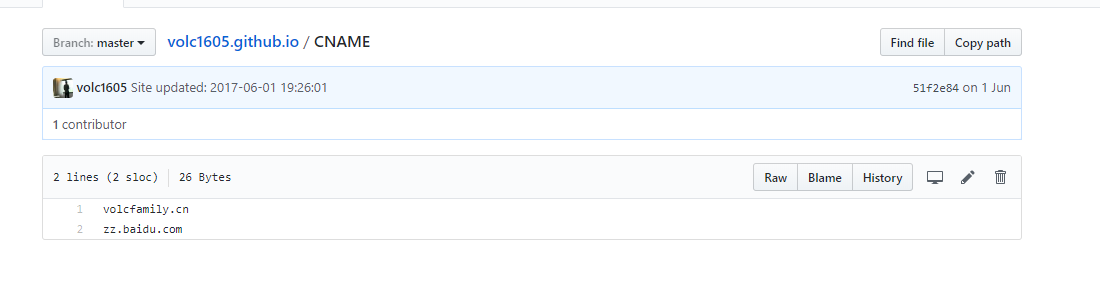 Branch: master volc1605.github.io / CNAME Find file Copy path
volc1605 Site updated: 2017-06-01 19:26:01 51f2e84 on 1 Jun
1 contributor
2 lines (2 sloc) 26 Bytes Raw Blame History
1 volcfamily.cn
2 zz.baidu.com